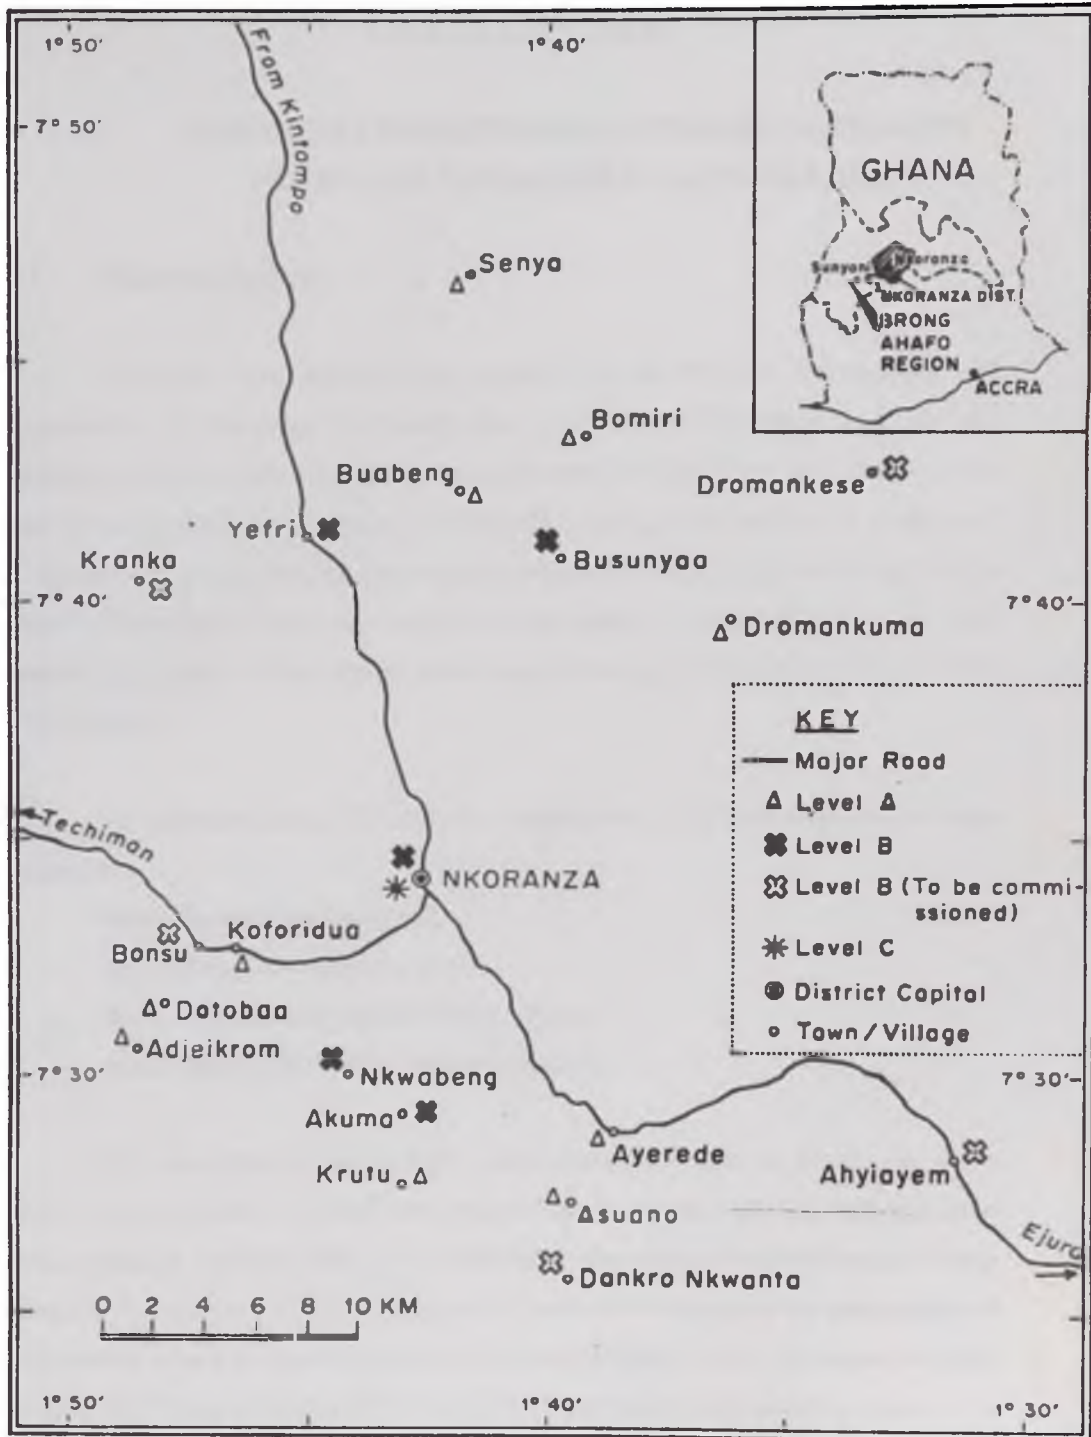 1° 50'
1° 40'
7° 50'
From Kintampo
GHANA
Sunyani
Nkoranza
NKORANZA DIST.
BRONG
AHAFO
REGION
ACCRA
Senya
Bomiri
Buabeng
Dromankese
Yefri
Busunyaa
Kranka
7° 40'
7° 40'
Dromankuma
KEY
Major Road
Level A
Level B
Level B (To be commi-
ssioned)
Level C
District Capital
Town/Village
Techiman
NKORANZA
Koforidua
Bonsu
Datobaa
Adjeikrom
7° 30'
7° 30'
Nkwabeng
Akuma
Ayerede
Ahyiayem
Krutu
Asuano
Ejura
Dankro Nkwanta
0 2 4 6 8 10 KM
1° 50'
1° 40'
1° 30'